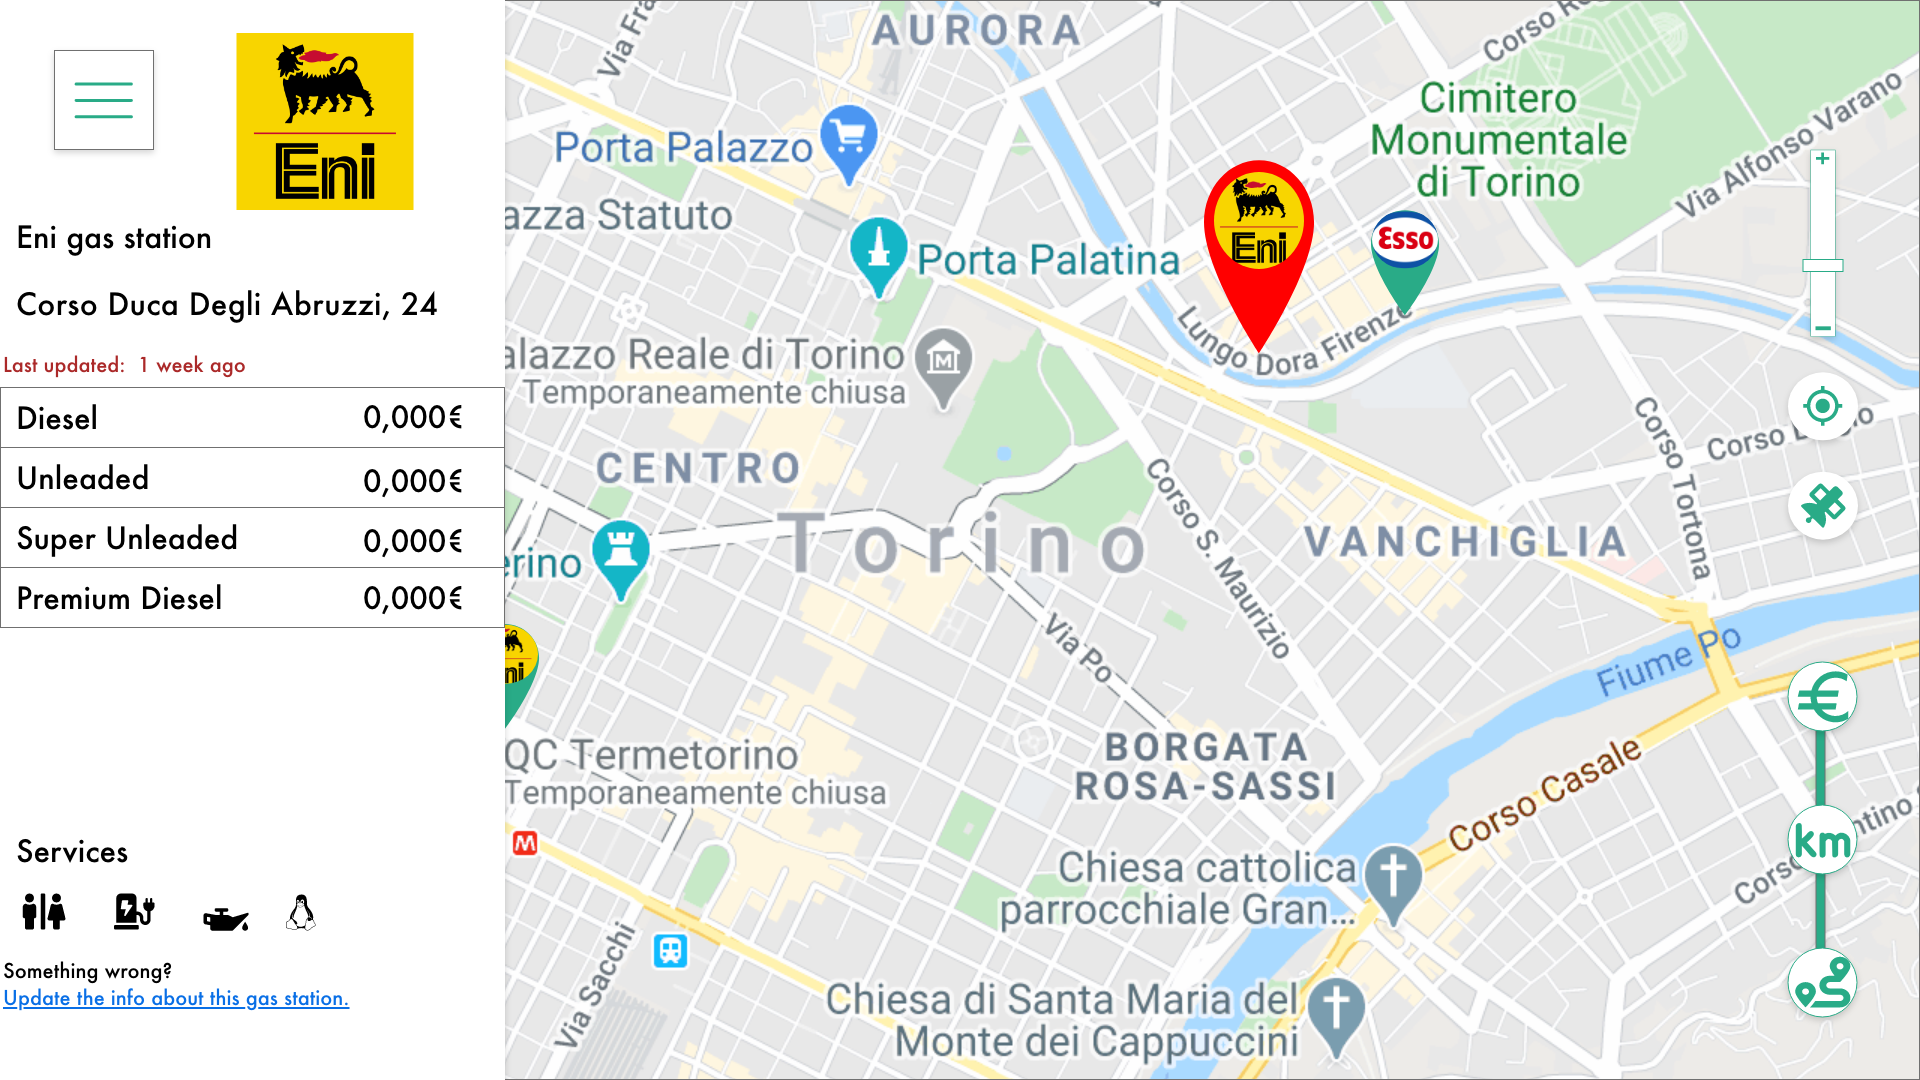 Eni
Eni gas station
Corso Duca Degli Abruzzi, 24
Last updated: 1 week ago
Diesel 0,000€
Unleaded 0,000€
Super Unleaded 0,000€
Premium Diesel 0,000€
Services
Something wrong?
Update the info about this gas station.
AURORA
Via Fra
Corso Ro
Cimitero
Monumentale
di Torino
Via Alfonso Varano
Porta Palazzo
azza Statuto
Porta Palatina
Eni
Esso
Lungo Dora Firenze
alazzo Reale di Torino
Temporaneamente chiusa
M
CENTRO
Torino
erino
Corso S. Maurizio
Corso Tortona
Corso
VANCHIGLIA
Via Po
Fiume Po
ni
QC Termetorino
Temporaneamente chiusa
M
BORGATA
ROSA-SASSI
Corso Casale
Chiesa cattolica
parrocchiale Gran...
Chiesa di Santa Maria del
Monte dei Cappuccini
Via Sacchi
Corso
ntino
+
−
€
km